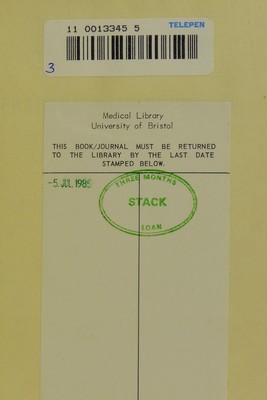 11 0013345 5 TELEPEN
3
Medical Library
University of Bristol
THIS BOOK/JOURNAL MUST BE RETURNED
TO THE LIBRARY BY THE LAST DATE
STAMPED BELOW.
-5. JUL 1985
THREE MONTHS
STACK
LOAN